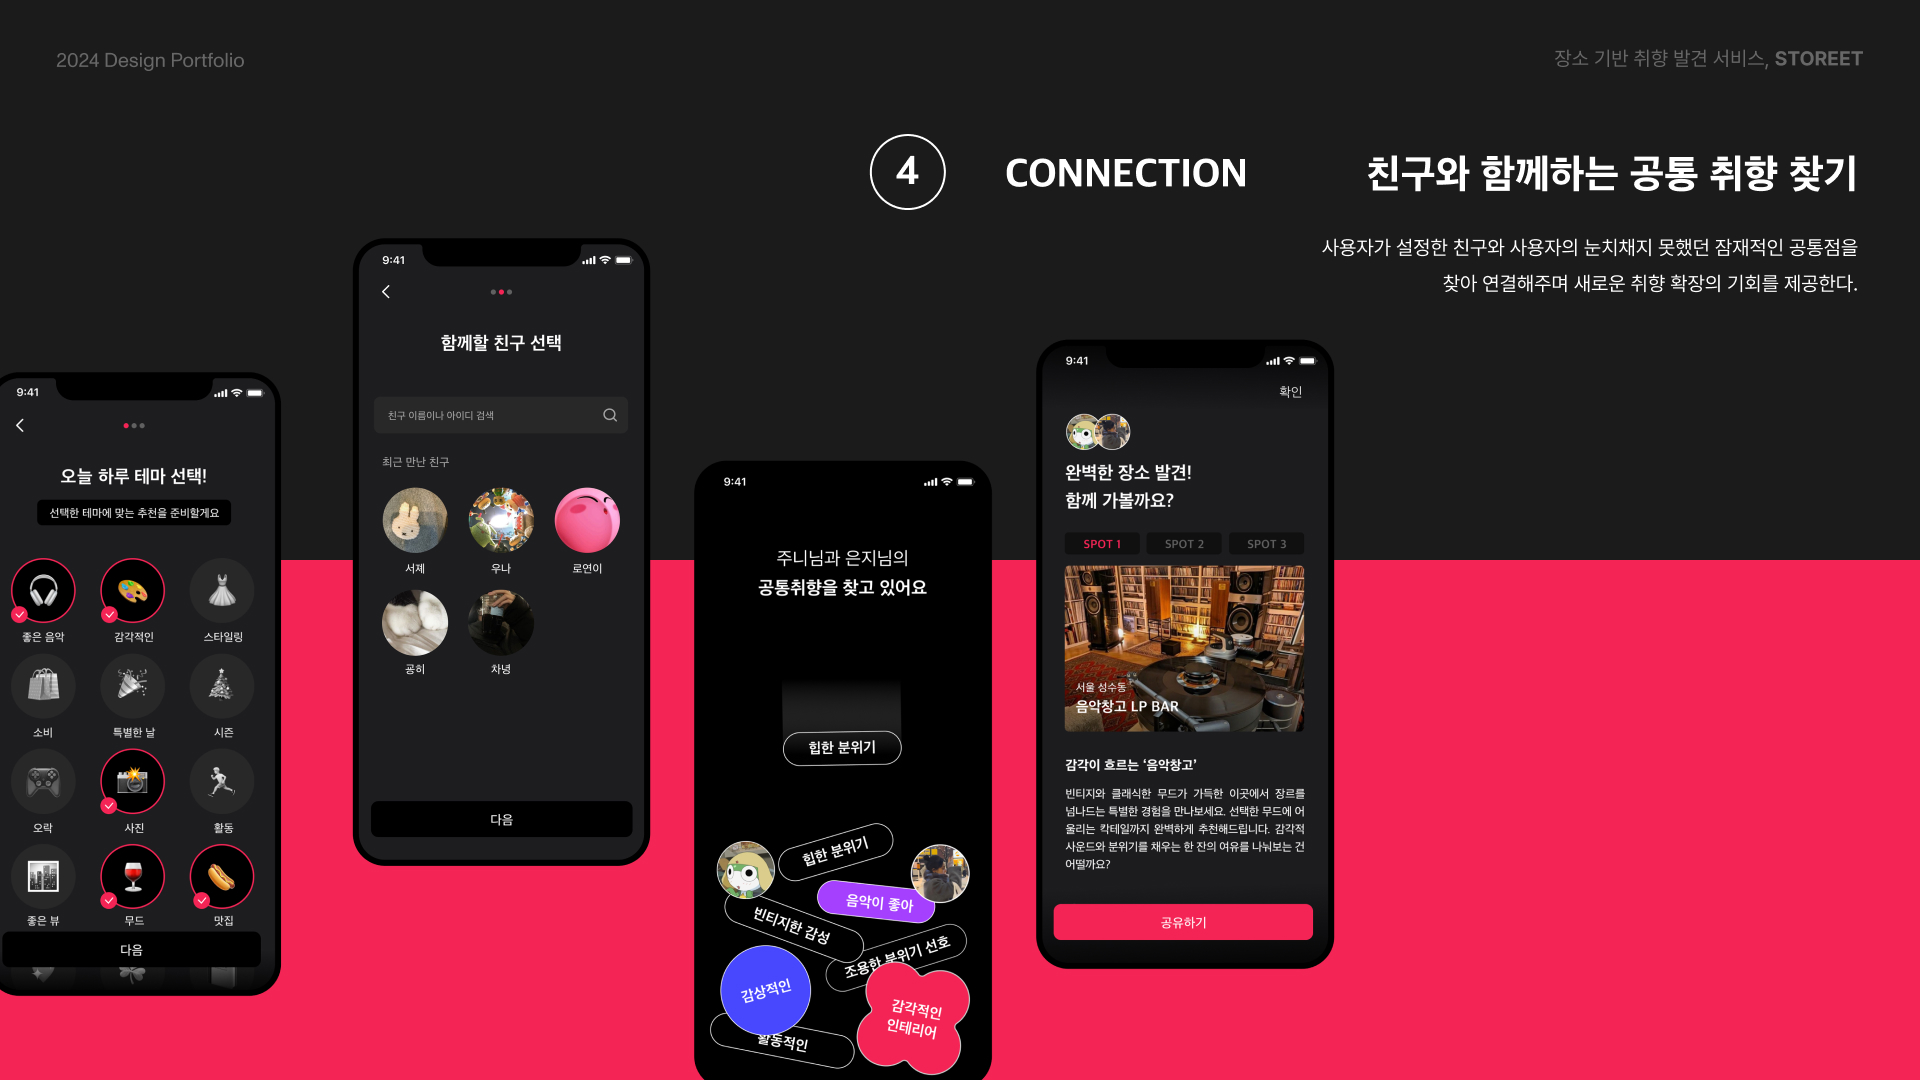 2024 Design Portfolio
장소 기반 취향 발견 서비스, STOREET
4
CONNECTION
친구와 함께하는 공통 취향 찾기
사용자가 설정한 친구와 사용자의 눈치채지 못했던 잠재적인 공통점을
찾아 연결해주며 새로운 취향 확장의 기회를 제공한다.
9:41
오늘 하루 테마 선택!
선택한 테마에 맞는 추천을 준비할게요
좋은 음악
감각적인
스타일링
소비
특별한 날
시즌
오락
사진
활동
좋은 뷰
무드
맛집
다음
9:41
함께할 친구 선택
친구 이름이나 아이디 검색
최근 만난 친구
서제
우나
로연이
공히
차녕
다음
9:41
주니님과 은지님의
공통취향을 찾고 있어요
힙한 분위기
힙한 분위기
음악이 좋아
빈티지한 감성
조용한 분위기 선호
감상적인
감각적인
인테리어
활동적인
9:41
확인
완벽한 장소 발견!
함께 가볼까요?
SPOT 1
SPOT 2
SPOT 3
서울 성수동
음악창고 LP BAR
감각이 흐르는 ‘음악창고’
빈티지와 클래식한 무드가 가득한 이곳에서 장르를
넘나드는 특별한 경험을 만나보세요. 선택한 무드에 어
울리는 칵테일까지 완벽하게 추천해드립니다. 감각적
사운드와 분위기를 채우는 한 잔의 여유를 나눠보는 건
어떨까요?
공유하기